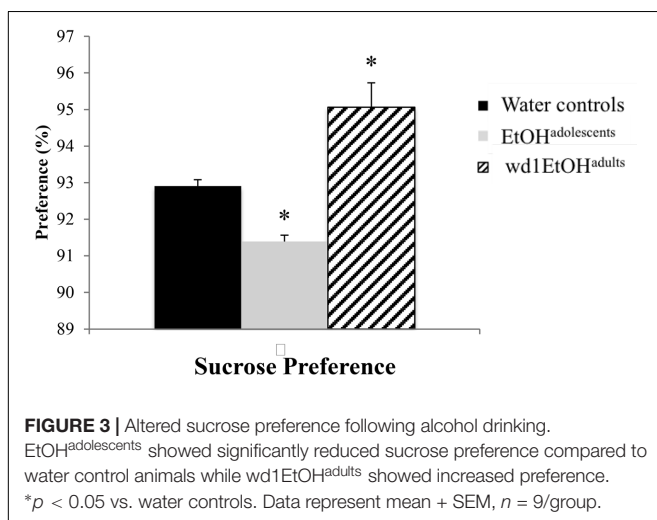 97
96
95
94
93
92
91
90
89
Preference (%)
*
*
Water controls
EtOHadolescents
wd1EtOHadults
Sucrose Preference
FIGURE 3 | Altered sucrose preference following alcohol drinking.
EtOHadolescents showed significantly reduced sucrose preference compared to
water control animals while wd1EtOHadults showed increased preference.
*p < 0.05 vs. water controls. Data represent mean + SEM, n = 9/group.